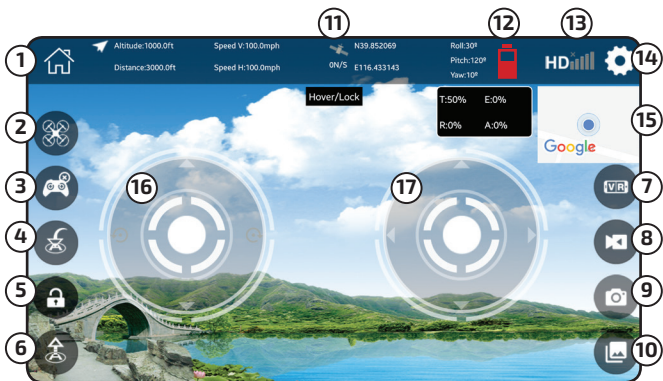 11
12
13
1
Altitude:1000.0ft
Speed V:100.0mph
N39.852069
Roll:30º
Pitch:120º
HD
14
Distance:3000.0ft
Speed H:100.0mph
0N/S
E116.433143
Yaw:10º
Hover/Lock
T:50% E:0%
R:0% A:0%
Google
15
2
3
16
17
VR
7
4
8
5
9
6
10